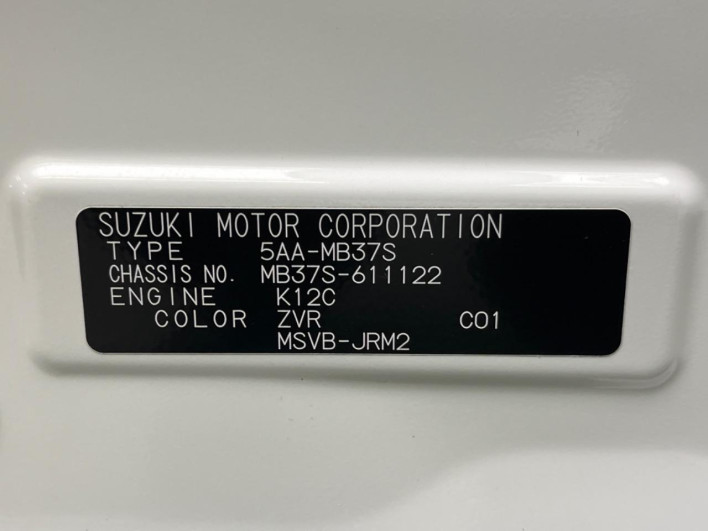 SUZUKI MOTOR CORPORATION
TYPE 5AA-MB37S
CHASSIS NO. MB37S-611122
ENGINE K12C
COLOR ZVR C01
MSVB-JRM2